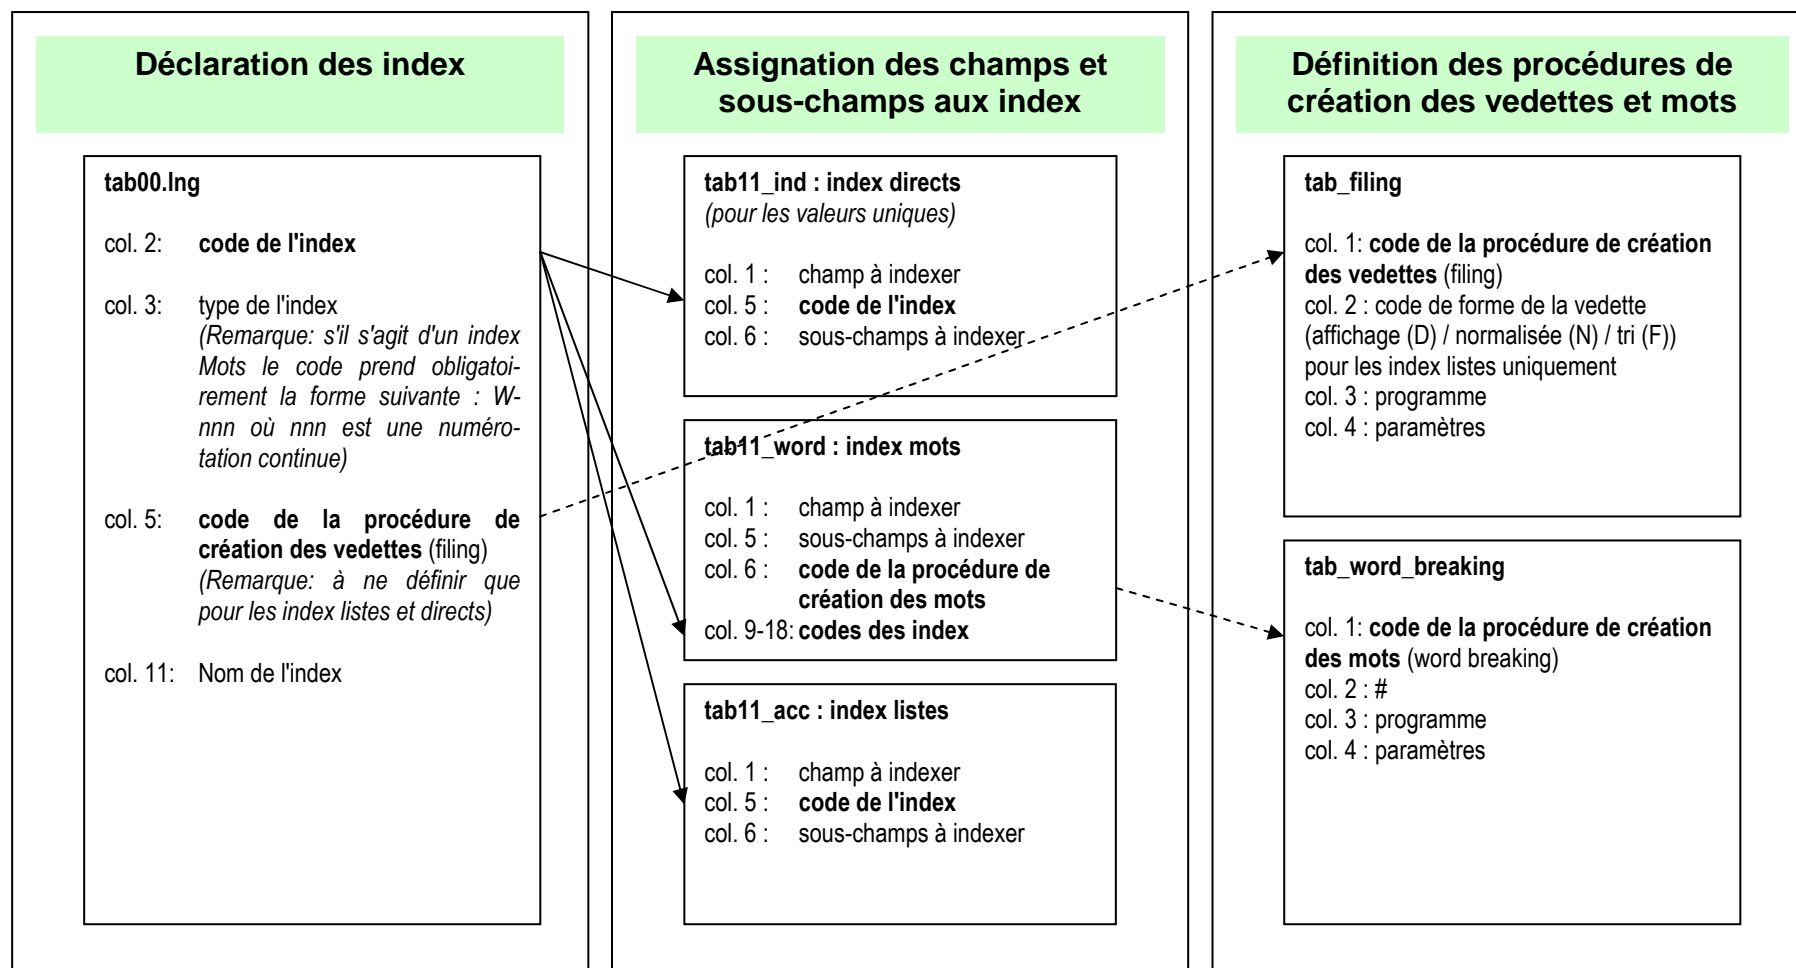 Déclaration des index
tab00.lng
col. 2: code de l'index
col. 3: type de l'index
(Remarque: s'il s'agit d'un index
Mots le code prend obligatoi-
rement la forme suivante : W-
nnn où nnn est une numéro-
tation continue)
col. 5: code de la procédure de
création des vedettes (filing)
(Remarque: à ne définir que
pour les index listes et directs)
col. 11: Nom de l'index
Assignation des champs et
sous-champs aux index
tab11_ind : index directs
(pour les valeurs uniques)
col. 1 : champ à indexer
col. 5 : code de l'index
col. 6 : sous-champs à indexer
tab11_word : index mots
col. 1 : champ à indexer
col. 5 : sous-champs à indexer
col. 6 : code de la procédure de
création des mots
col. 9-18: codes des index
tab11_acc : index listes
col. 1 : champ à indexer
col. 5 : code de l'index
col. 6 : sous-champs à indexer
Définition des procédures de
création des vedettes et mots
tab_filing
col. 1: code de la procédure de création
des vedettes (filing)
col. 2 : code de forme de la vedette
(affichage (D) / normalisée (N) / tri (F))
pour les index listes uniquement
col. 3 : programme
col. 4 : paramètres
tab_word_breaking
col. 1: code de la procédure de création
des mots (word breaking)
col. 2 : #
col. 3 : programme
col. 4 : paramètres